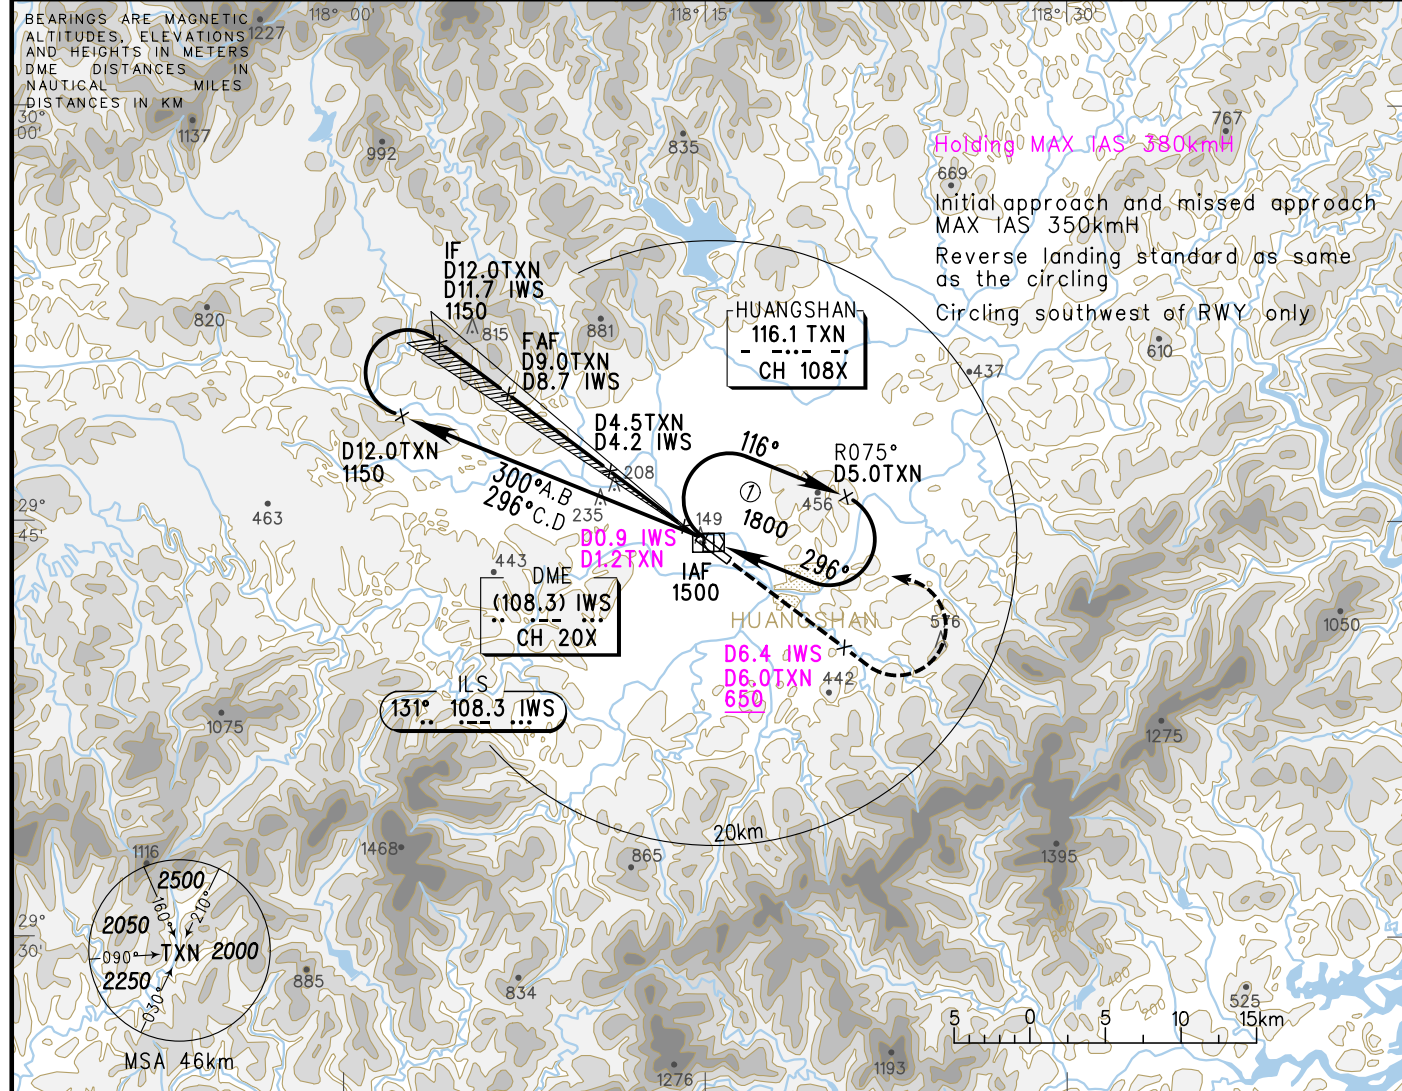 BEARINGS ARE MAGNETIC
ALTITUDES, ELEVATIONS
AND HEIGHTS IN METERS
DME DISTANCES IN
NAUTICAL MILES
DISTANCES IN KM
118° 00'
118° 15'
118° 30'
1227
30°
00'
1137
992
835
767
Holding MAX IAS 380kmH
669
Initial approach and missed approach
MAX IAS 350kmH
Reverse landing standard as same
as the circling
Circling southwest of RWY only
IF
D12.0TXN
D11.7 IWS
1150
815
820
881
FAF
D9.0TXN
D8.7 IWS
HUANGSHAN
116.1 TXN
CH 108X
610
437
D4.5TXN
D4.2 IWS
D12.0TXN
1150
116°
R075°
D5.0TXN
300°A.B
296°C.D
208
235
463
29°
45'
①
1800
456
149
D0.9 IWS
D1.2TXN
296°
IAF
1500
443
DME
(108.3) IWS
CH 20X
HUANGSHAN
576
1050
D6.4 IWS
D6.0TXN
650
442
ILS
131° 108.3 IWS
1075
1275
20km
1116
1468
865
1395
2500
160°
210°
2050
090°
TXN
2000
2250
030°
MSA 46km
29°
30'
885
834
800
600
400
200
525
5 0 5 10 15km
1276
1193